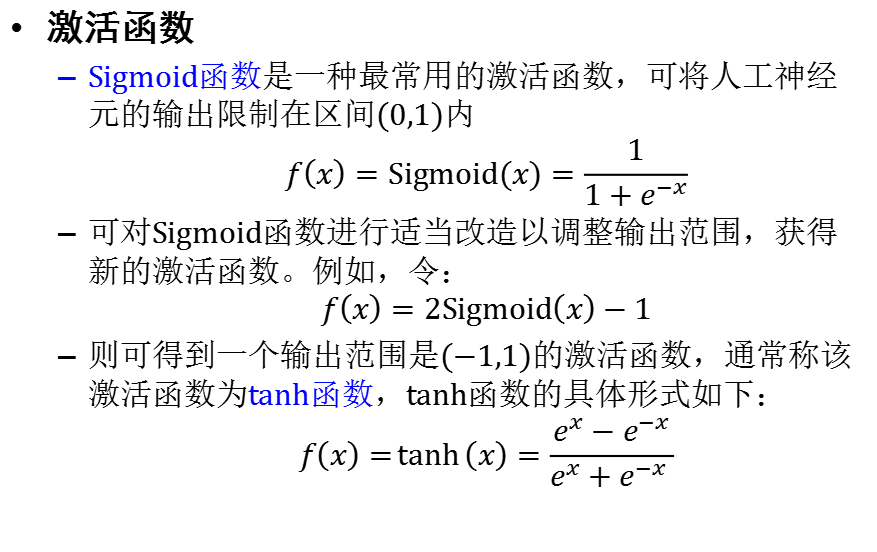 • 激活函数
– Sigmoid函数是一种最常用的激活函数，可将人工神经
元的输出限制在区间(0,1)内
f(x) = Sigmoid(x) = \frac{1}{1 + e^{-x}}
– 可对Sigmoid函数进行适当改造以调整输出范围，获得
新的激活函数。例如，令：
f(x) = 2Sigmoid(x) − 1
– 则可得到一个输出范围是(−1,1)的激活函数，通常称该
激活函数为tanh函数，tanh函数的具体形式如下：
f(x) = tanh (x) = \frac{e^x − e^{-x}}{e^x + e^{-x}}